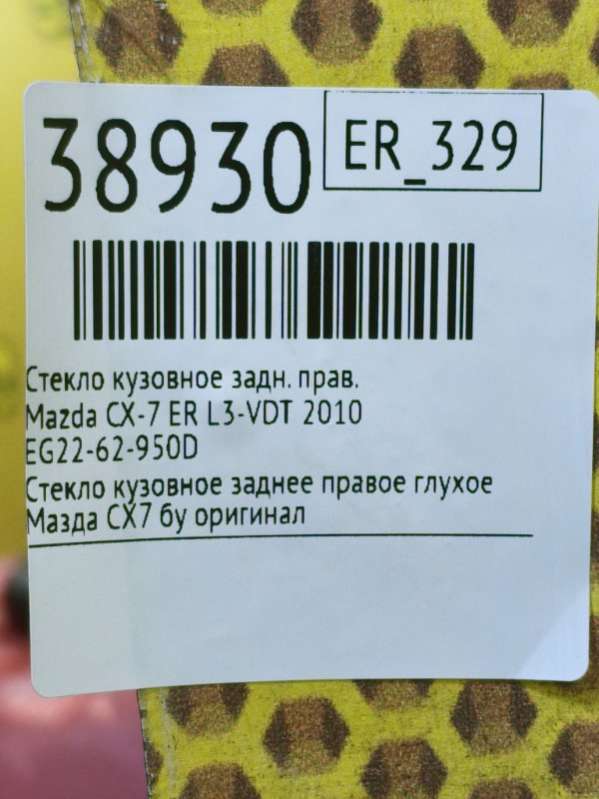 38930
ER_329
Стекло кузовное задн. прав.
Mazda CX-7 ER L3-VDT 2010
EG22-62-950D
Стекло кузовное заднее правое глухое
Мазда СХ7 бу оригинал